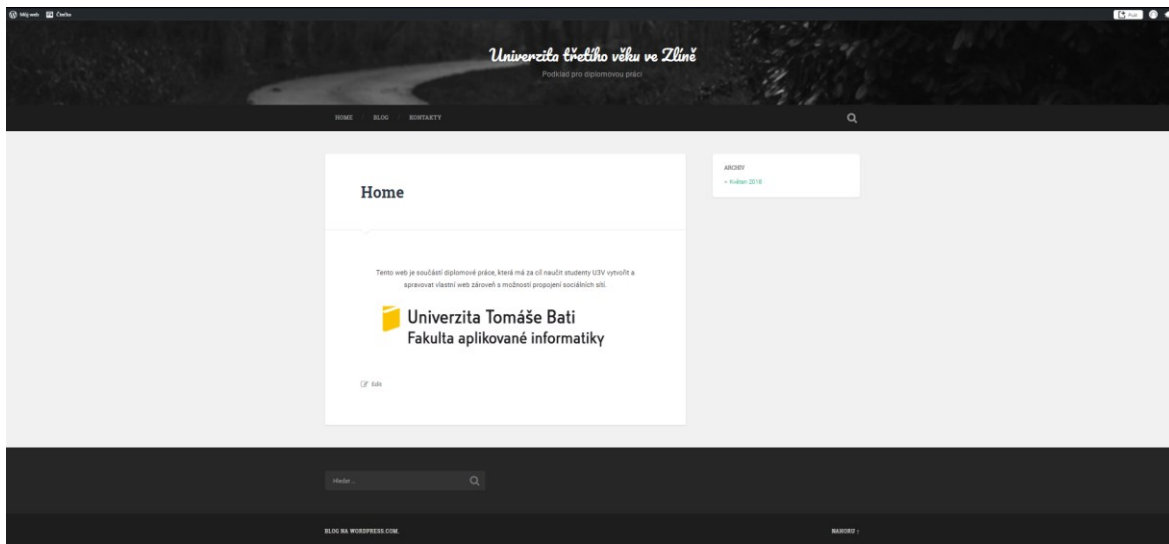 Můj web Čtečka
Univerzita třetího věku ve Zlíně
Podklad pro diplomovou práci
HOME / BLOG / KONTAKTY
Home
ARCHIV
» Květen 2018
Tento web je součástí diplomové práce, která má za cíl naučit studenty U3V vytvořit a
spravovat vlastní web zároveň s možností propojení sociálních sítí.
Univerzita Tomáše Bati
Fakulta aplikované informatiky
Edit
Hledat …
BLOG NA WORDPRESS.COM.
NAHORU ↑